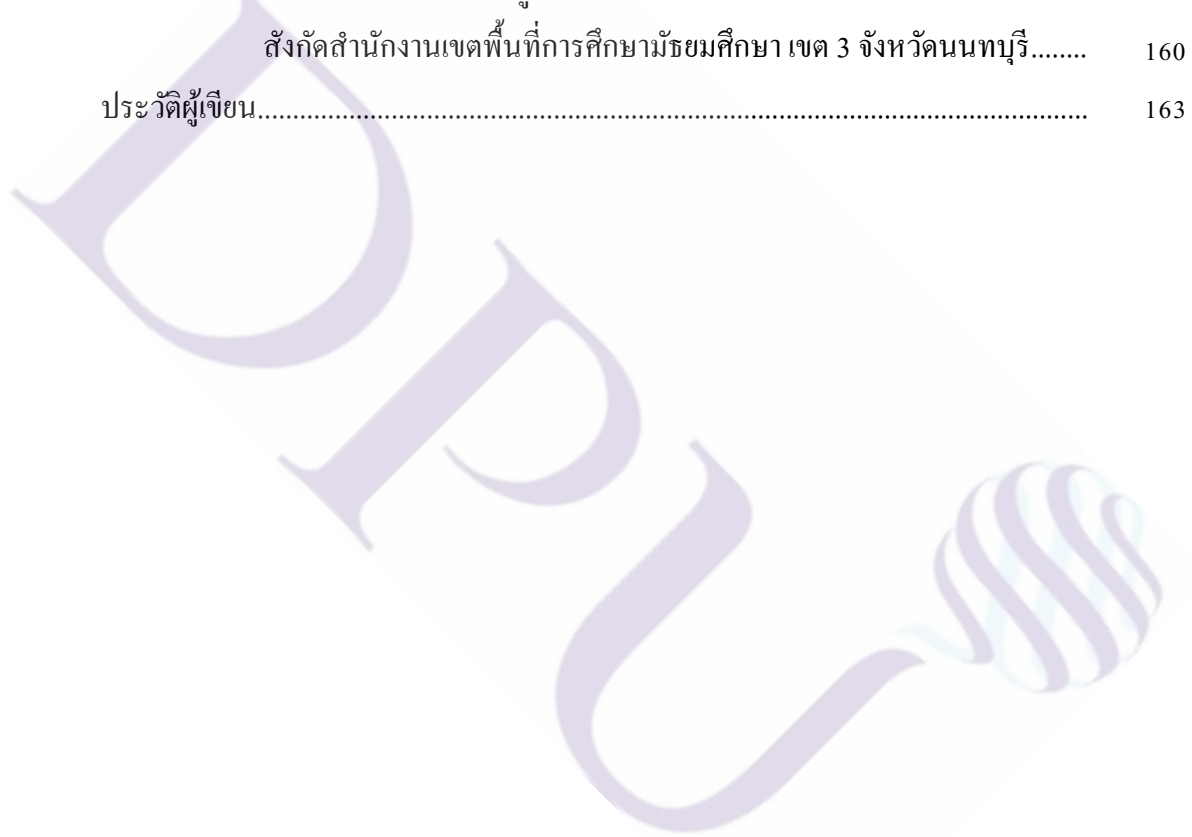 สังกัดสำนักงานเขตพื้นที่การศึกษามัธยมศึกษา เขต 3 จังหวัดนนทบุรี........ 160
ประวัติผู้เขียน..................................................................................................................... 163
DPU